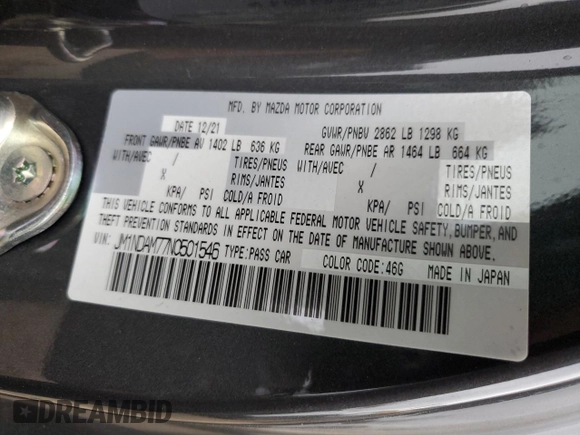 MFD. BY MAZDA MOTOR CORPORATION
DATE 12/21 GVWR/PNBV 2862 LB 1298 KG
FRONT GAWR/PNBE AV 1402 LB 636 KG REAR GAWR/PNBE AR 1464 LB 664 KG
WITH/AVEC / TIRES/PNEUS WITH/AVEC / TIRES/PNEUS
X RIMS/JANTES X RIMS/JANTES
KPA/ PSI COLD/A FROID KPA/ PSI COLD/A FROID
THIS VEHICLE CONFORMS TO ALL APPLICABLE FEDERAL MOTOR VEHICLE SAFETY, BUMPER, AND
THEFT PREVENTION STANDARDS IN EFFECT ON THE DATE OF MANUFACTURE SHOWN ABOVE.
VIN: JM1NDAM77N0501546 TYPE:PASS CAR COLOR CODE:46G MADE IN JAPAN
DREAMBID